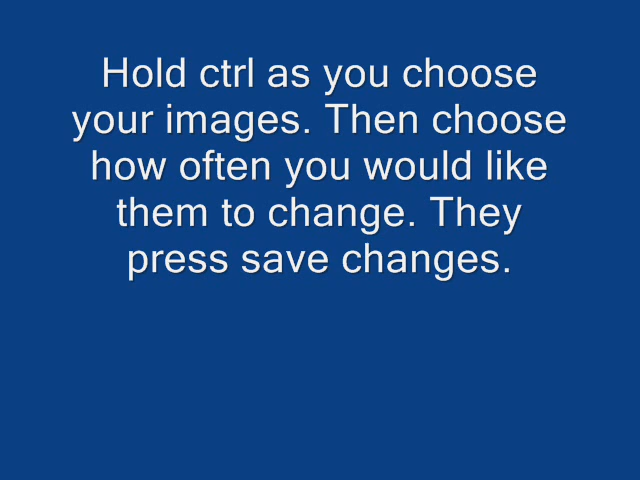 Hold ctrl as you choose
your images. Then choose
how often you would like
them to change. They
press save changes.